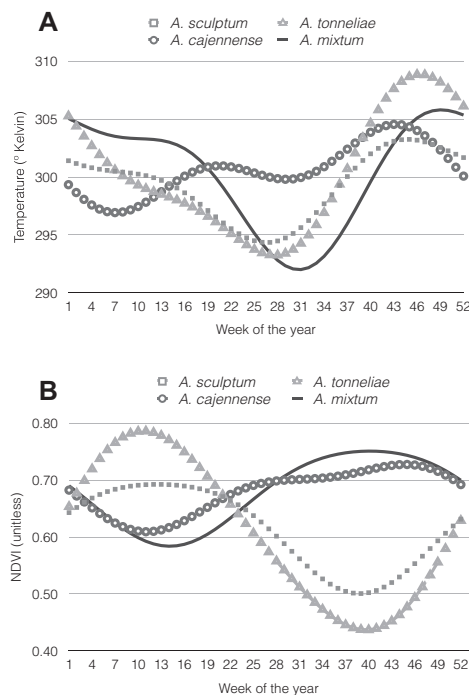 A
A. sculptum A. tonneliae
A. cajennense A. mixtum
310
305
300
295
290
Temperature (° Kelvin)
1 4 7 10 13 16 19 22 25 28 31 34 37 40 43 46 49 52
Week of the year
B
A. sculptum A. tonneliae
A. cajennense A. mixtum
0.80
0.70
0.60
0.50
0.40
NDVI (unitless)
1 4 7 10 13 16 19 22 25 28 31 34 37 40 43 46 49 52
Week of the year